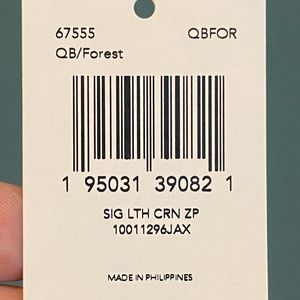 67555 QBFOR
QB/Forest
1 95031 39082 1
SIG LTH CRN ZP
10011296JAX
MADE IN PHILIPPINES